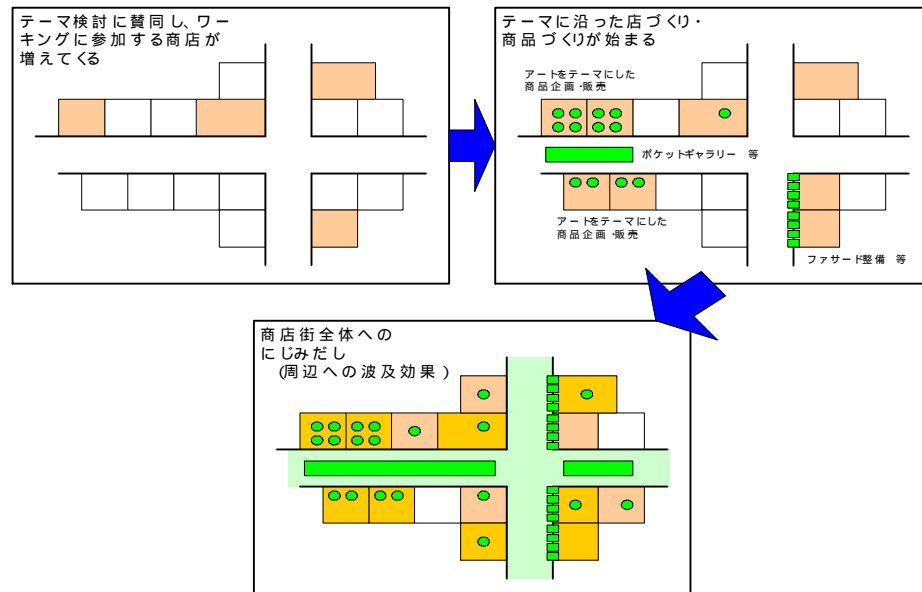 テーマ検討に賛同し、ワー
キングに参加する商店が
増えてくる
テーマに沿った店づくり・
商品づくりが始まる
アートをテーマにした
商品企画・販売
ポケットギャラリー 等
アートをテーマにした
商品企画・販売
ファサード整備 等
商店街全体への
にじみだし
(周辺への波及効果)